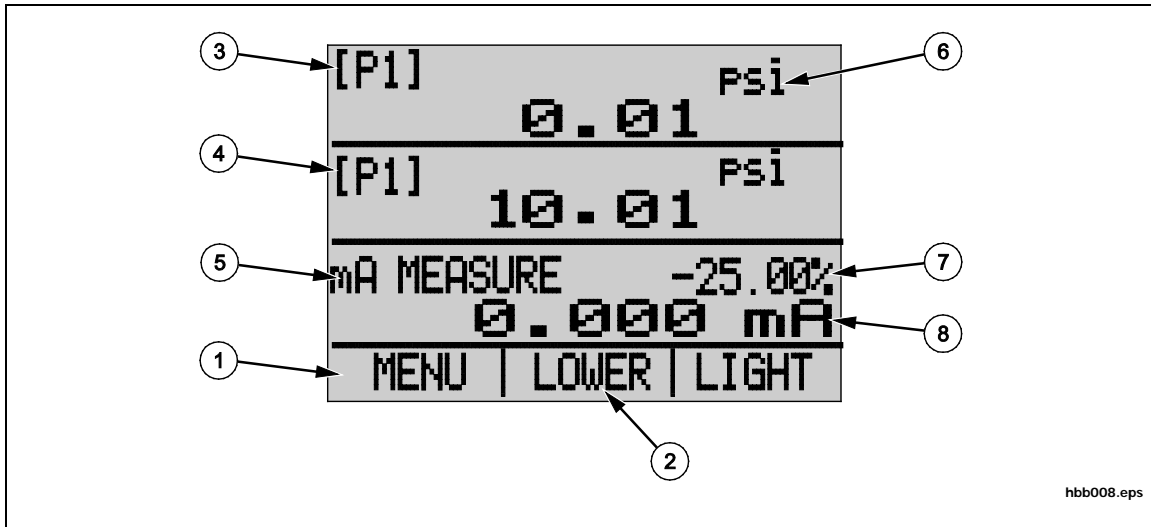 3
[P1]
psi
6
0.01
4
[P1]
psi
10.01
5
mA MEASURE
-25.00%
7
0.000 mA
8
1
MENU | LOWER | LIGHT
2
hbb008.eps